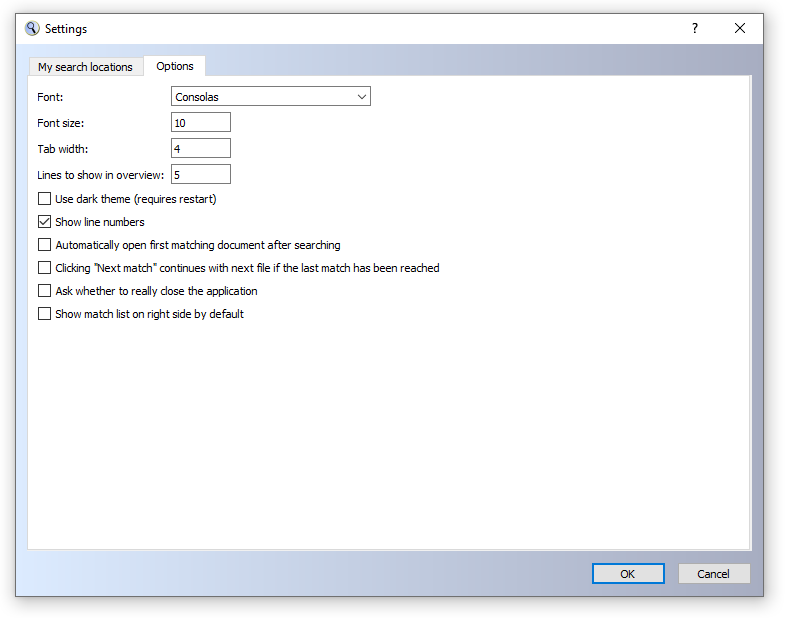 Settings
?
My search locations
Options
Font:
Consolas
Font size:
10
Tab width:
4
Lines to show in overview:
5
Use dark theme (requires restart)
Show line numbers
Automatically open first matching document after searching
Clicking "Next match" continues with next file if the last match has been reached
Ask whether to really close the application
Show match list on right side by default
OK
Cancel